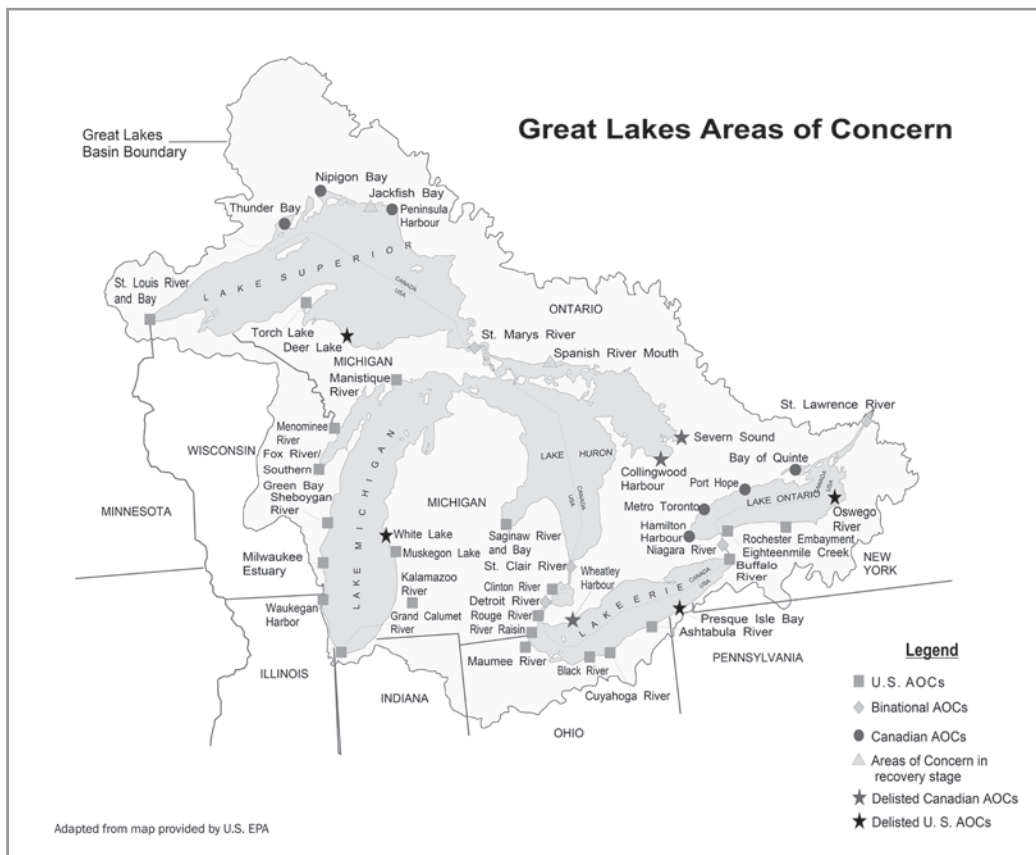 Great Lakes Areas of Concern
Great Lakes
Basin Boundary
Nipigon Bay
Jackfish Bay
Thunder Bay
Peninsula
Harbour
LAKE SUPERIOR
CANADA
USA
St. Louis River
and Bay
ONTARIO
Torch Lake
Deer Lake
St. Marys River
MICHIGAN
Spanish River Mouth
Manistique
River
St. Lawrence River
Menominee
River
Severn Sound
WISCONSIN
Fox River/
Southern
Green Bay
Bay of Quinte
LAKE HURON
CANADA
USA
Collingwood
Harbour
Port Hope
CANADA
USA
LAKE ONTARIO
Sheboygan
River
LAKE MICHIGAN
MICHIGAN
Metro Toronto
MINNESOTA
Oswego
River
White Lake
Saginaw River
and Bay
Hamilton
Harbour
Niagara River
Rochester Embayment
Eighteenmile Creek
Muskegon Lake
Milwaukee
Estuary
St. Clair River
Wheatley
Harbour
Buffalo
River
NEW
YORK
Kalamazoo
River
Clinton River
Detroit River
LAKE ERIE
CANADA
USA
Waukegan
Harbor
Grand Calumet
River
Rouge River
River Raisin
Presque Isle Bay
Ashtabula River
Maumee River
Black River
PENNSYLVANIA
ILLINOIS
INDIANA
Cuyahoga River
OHIO
Legend
U.S. AOCs
Binational AOCs
Canadian AOCs
Areas of Concern in
recovery stage
Delisted Canadian AOCs
Delisted U. S. AOCs
Adapted from map provided by U.S. EPA